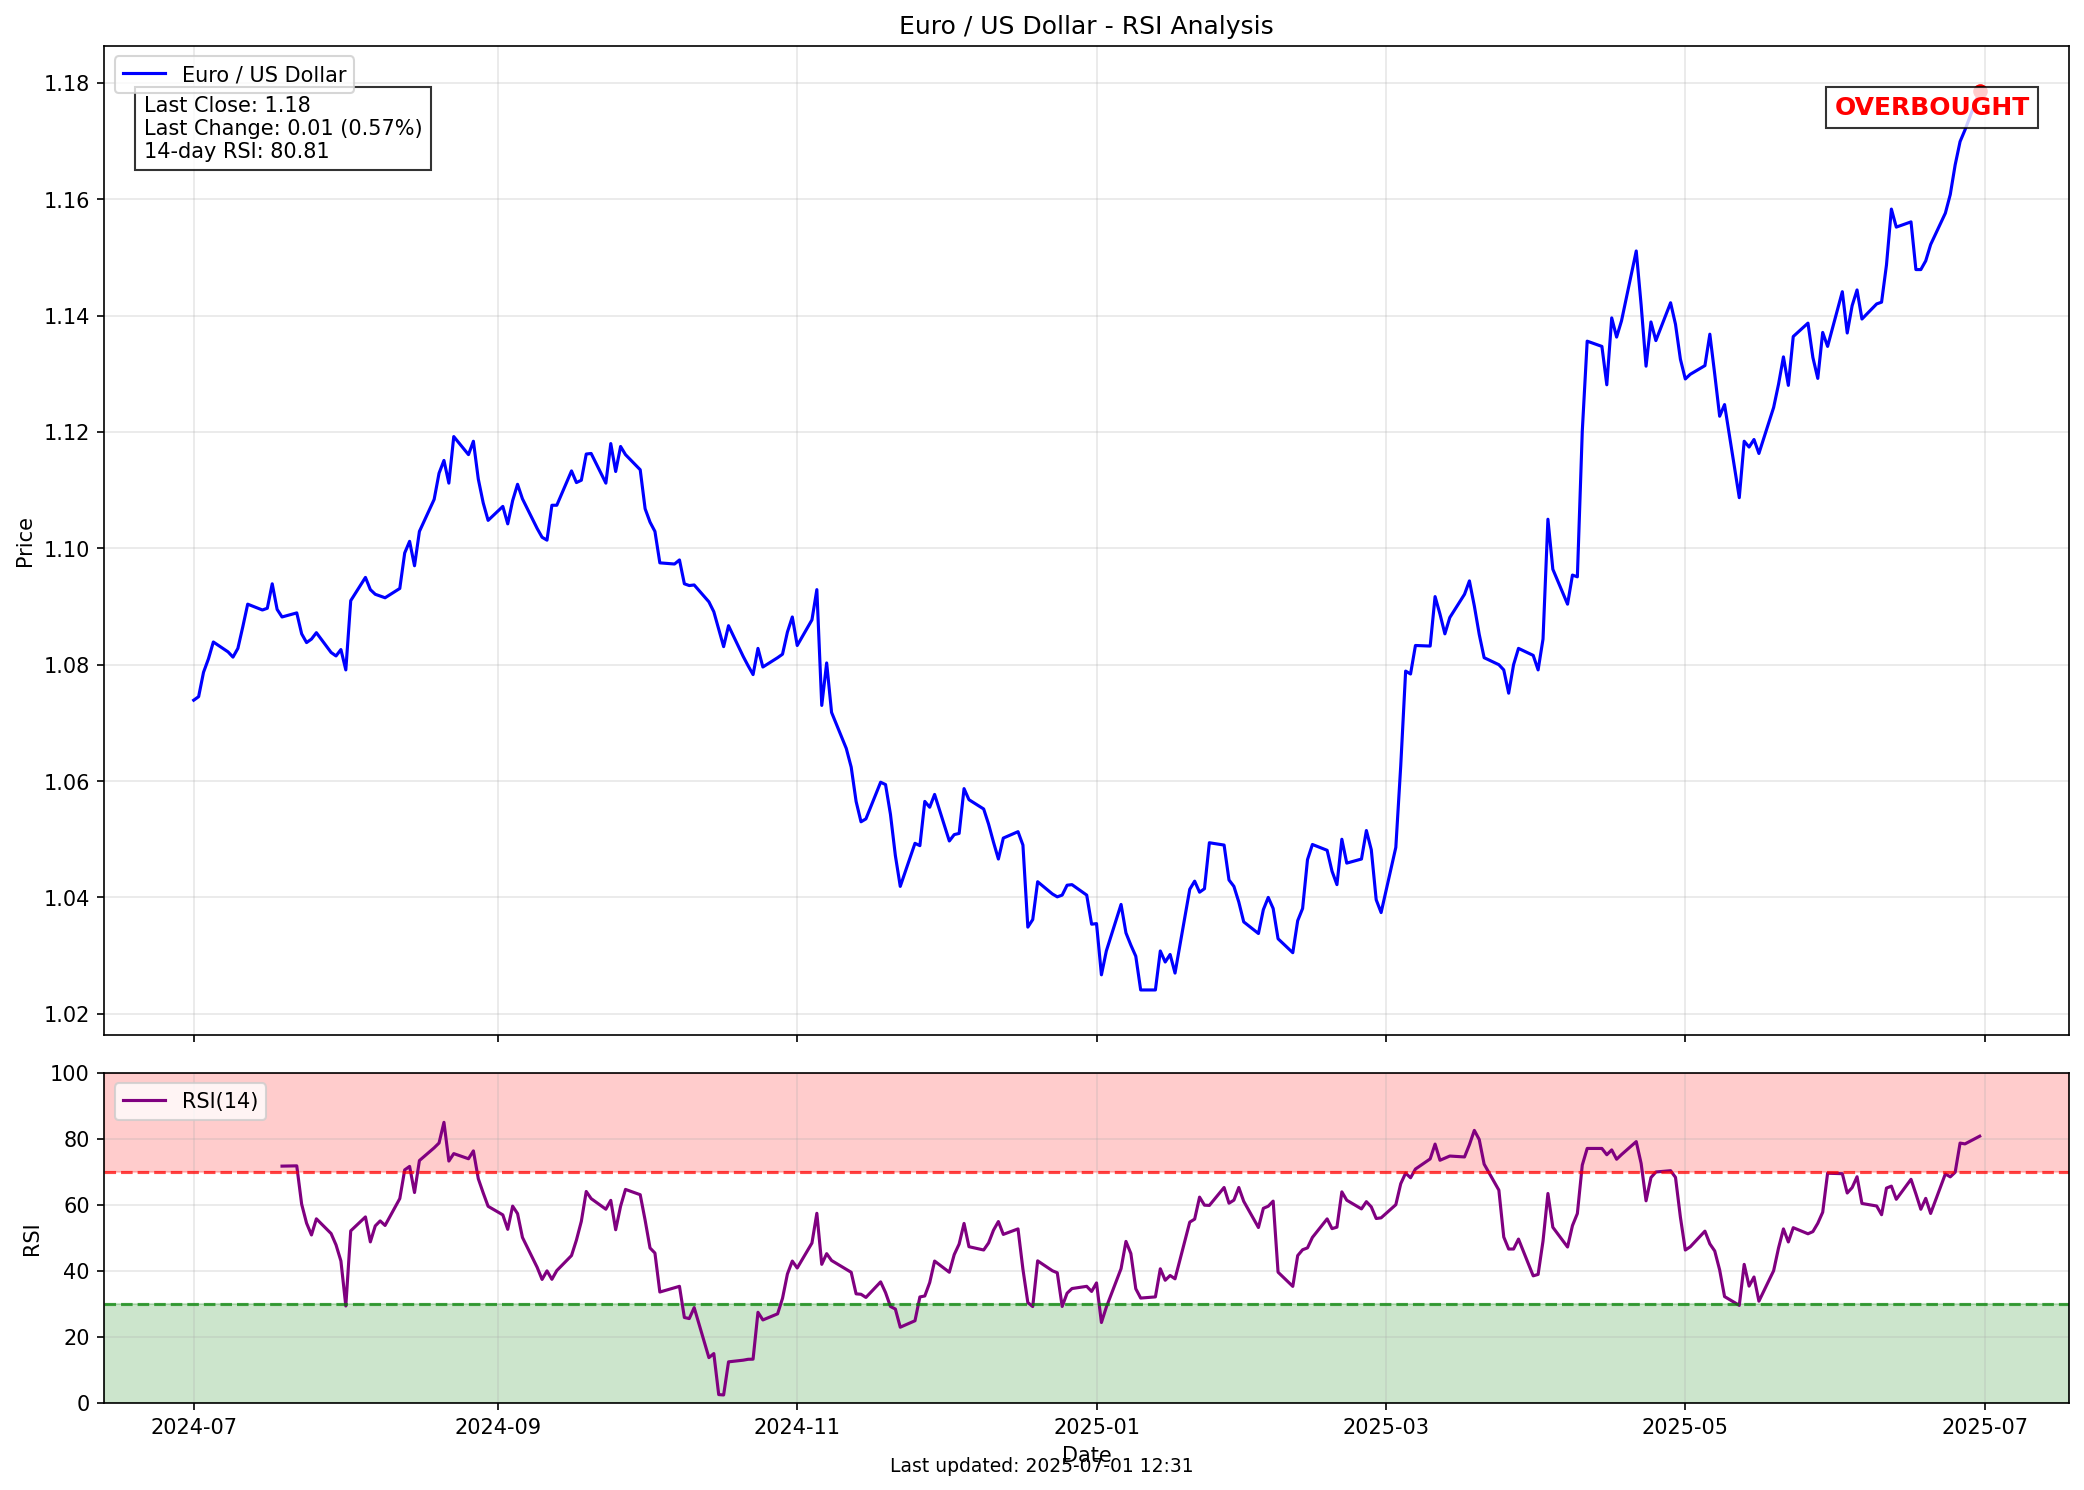 Euro / US Dollar - RSI Analysis
Euro / US Dollar
Last Close: 1.18
Last Change: 0.01 (0.57%)
14-day RSI: 80.81
OVERBOUGHT
Price
1.18
1.16
1.14
1.12
1.10
1.08
1.06
1.04
1.02
RSI(14)
RSI
100
80
60
40
20
0
2024-07
2024-09
2024-11
2025-01
2025-03
2025-05
2025-07
Date
Last updated: 2025-07-01 12:31